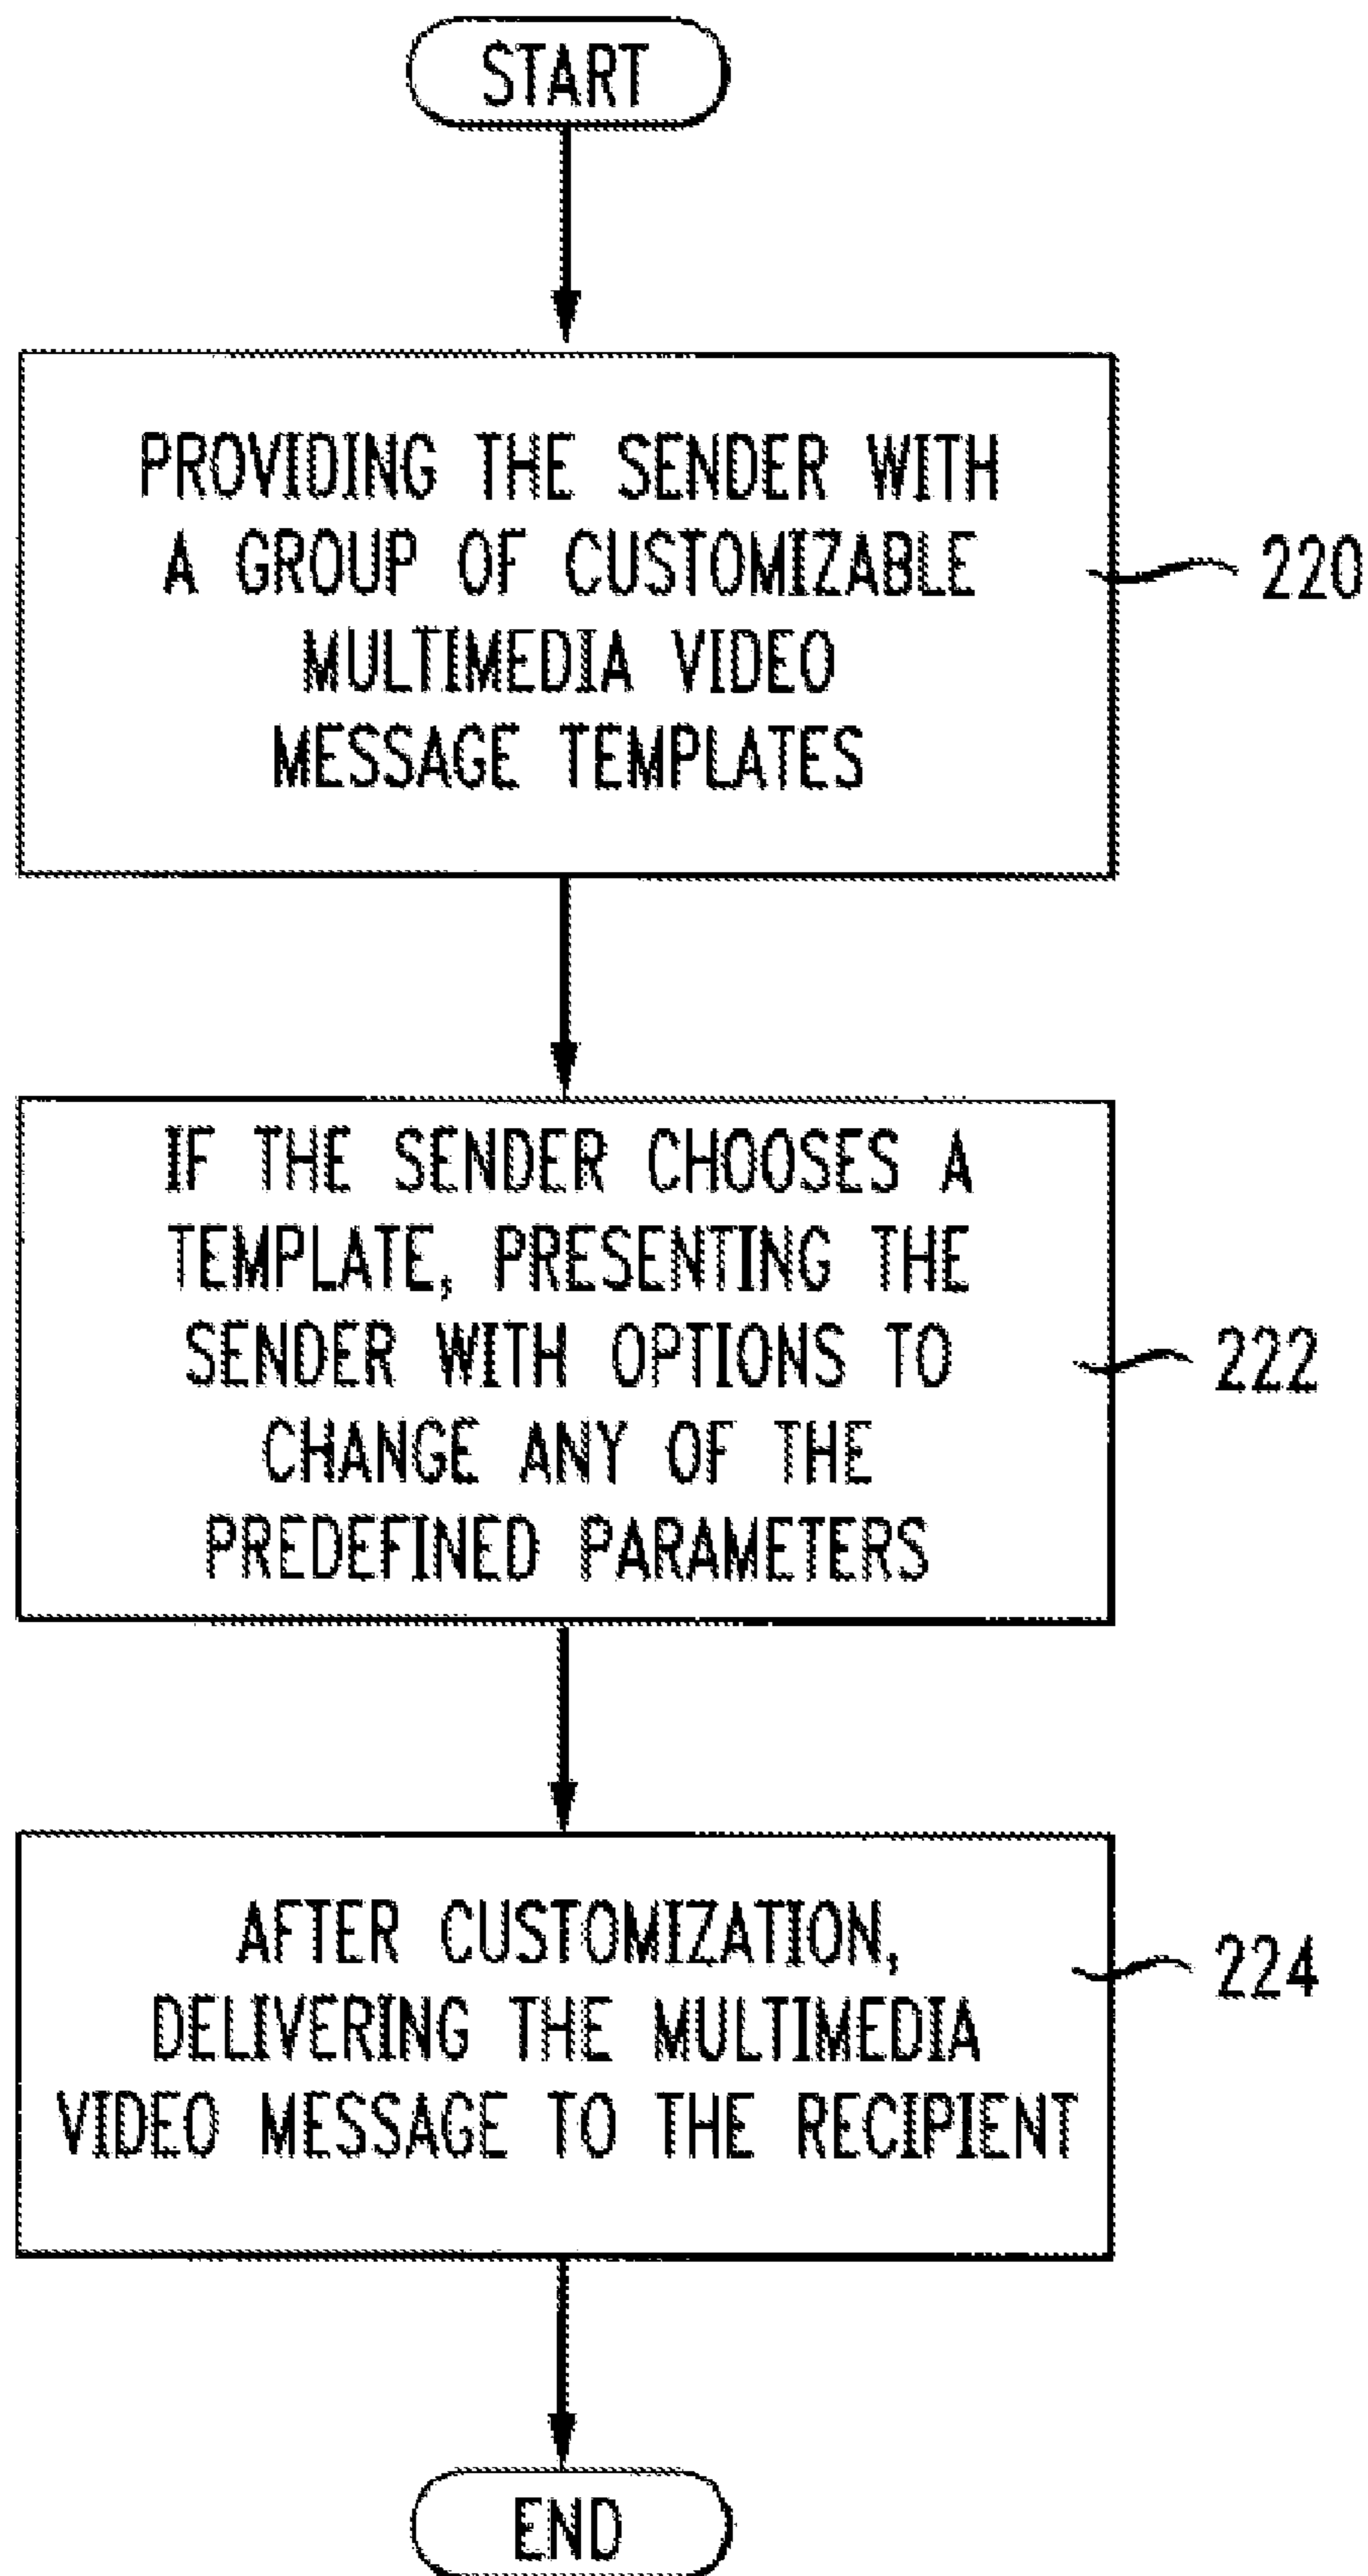 START
PROVIDING THE SENDER WITH
A GROUP OF CUSTOMIZABLE
MULTIMEDIA VIDEO
MESSAGE TEMPLATES
220
IF THE SENDER CHOOSES A
TEMPLATE, PRESENTING THE
SENDER WITH OPTIONS TO
CHANGE ANY OF THE
PREDEFINED PARAMETERS
222
AFTER CUSTOMIZATION,
DELIVERING THE MULTIMEDIA
VIDEO MESSAGE TO THE RECIPIENT
224
END